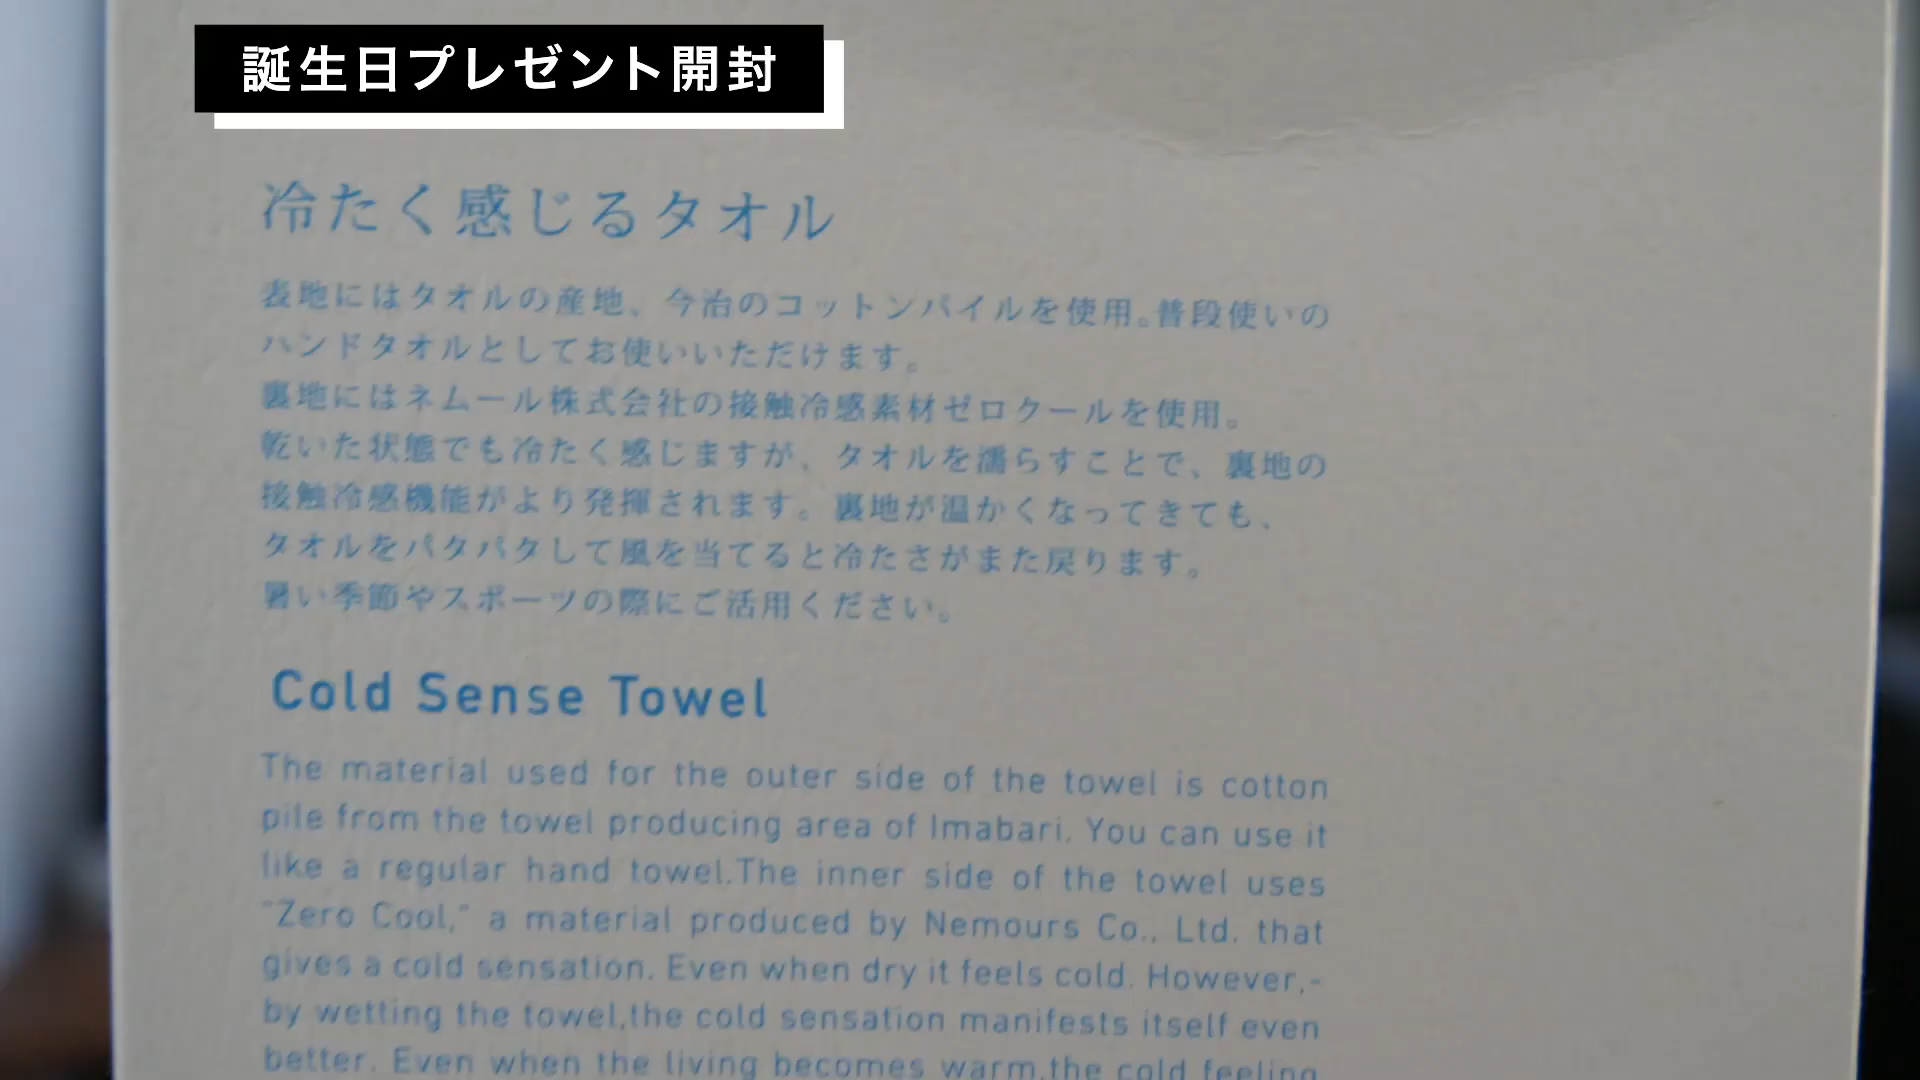 誕生日プレゼント開封
冷たく感じるタオル
表地にはタオルの産地、今治のコットンパイルを使用。普段使いの
ハンドタオルとしてお使いいただけます。
裏地にはネムール株式会社の接触冷感素材ゼロクールを使用。
乾いた状態でも冷たく感じますが、タオルを濡らすことで、裏地の
接触冷感機能がより発揮されます。裏地が温かくなってきても、
タオルをパタパタして風を当てると冷たさがまた戻ります。
暑い季節やスポーツの際にご活用ください。
Cold Sense Towel
The material used for the outer side of the towel is cotton
pile from the towel producing area of Imabari. You can use it
like a regular hand towel.The inner side of the towel uses
"Zero Cool," a material produced by Nemours Co., Ltd. that
gives a cold sensation. Even when dry it feels cold. However,-
by wetting the towel,the cold sensation manifests itself even
better. Even when the living becomes warm,the cold feeling